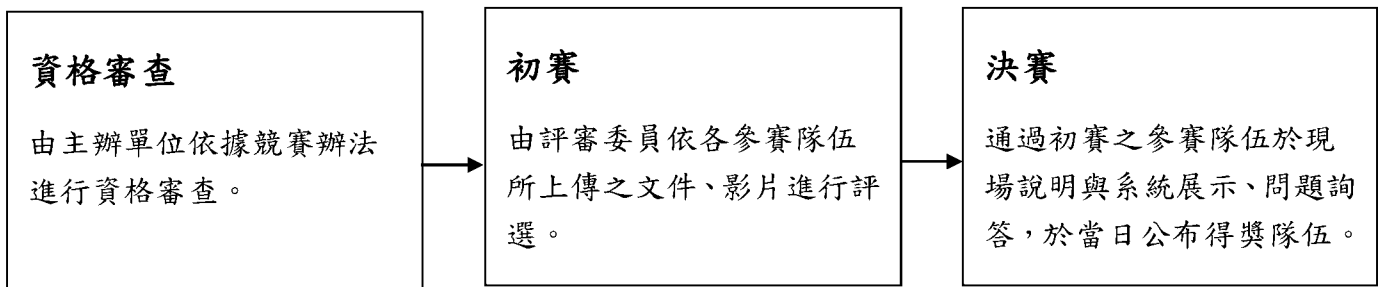 資格審查
由主辦單位依據競賽辦法
進行資格審查。
初賽
由評審委員依各參賽隊伍
所上傳之文件、影片進行評
選。
決賽
通過初賽之參賽隊伍於現
場說明與系統展示、問題詢
答，於當日公布得獎隊伍。